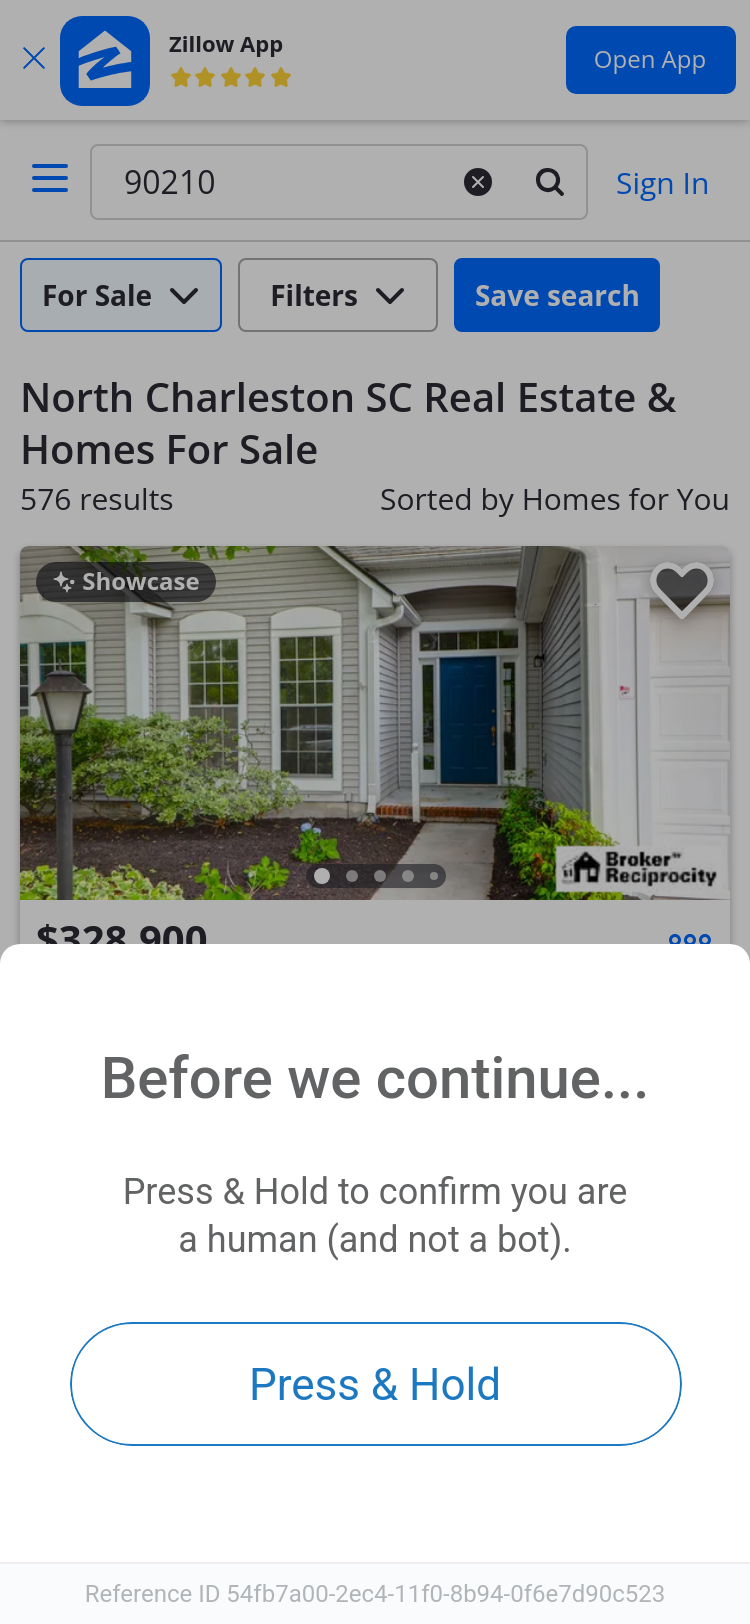 Zillow App
Open App
90210
Sign In
For Sale
Filters
Save search
North Charleston SC Real Estate &
Homes For Sale
576 results
Sorted by Homes for You
Showcase
Broker™
Reciprocity
$328,900
Before we continue...
Press & Hold to confirm you are
a human (and not a bot).
Press & Hold
Reference ID 54fb7a00-2ec4-11f0-8b94-0f6e7d90c523